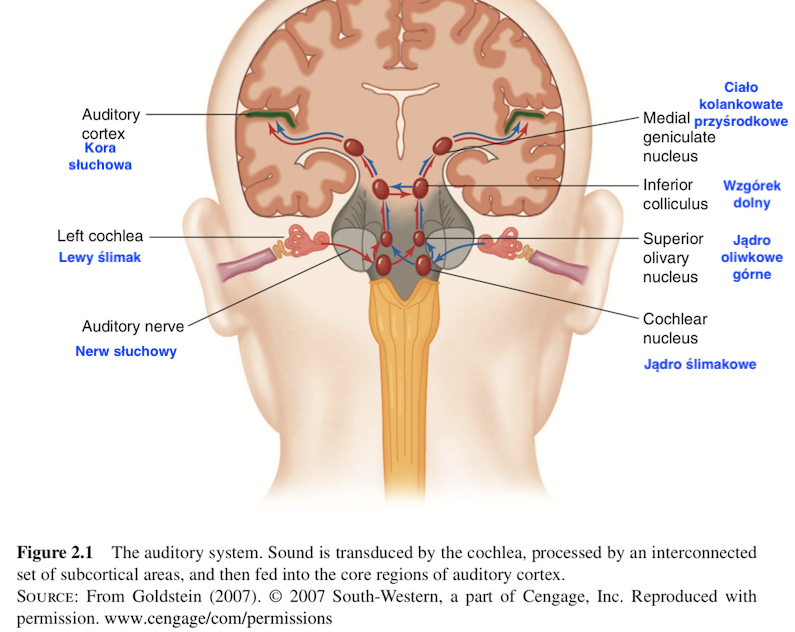 Auditory
cortex
Kora
słuchowa
Left cochlea
Lewy ślimak
Auditory nerve
Nerw słuchowy
Ciało
kolankowate
przyśrodkowe
Medial
geniculate
nucleus
Inferior
colliculus
Wzgórek
dolny
Superior
olivary
nucleus
Jądro
oliwkowe
górne
Cochlear
nucleus
Jądro ślimakowe
Figure 2.1 The auditory system. Sound is transduced by the cochlea, processed by an interconnected
set of subcortical areas, and then fed into the core regions of auditory cortex.
SOURCE: From Goldstein (2007). © 2007 South-Western, a part of Cengage, Inc. Reproduced with
permission. www.cengage/com/permissions